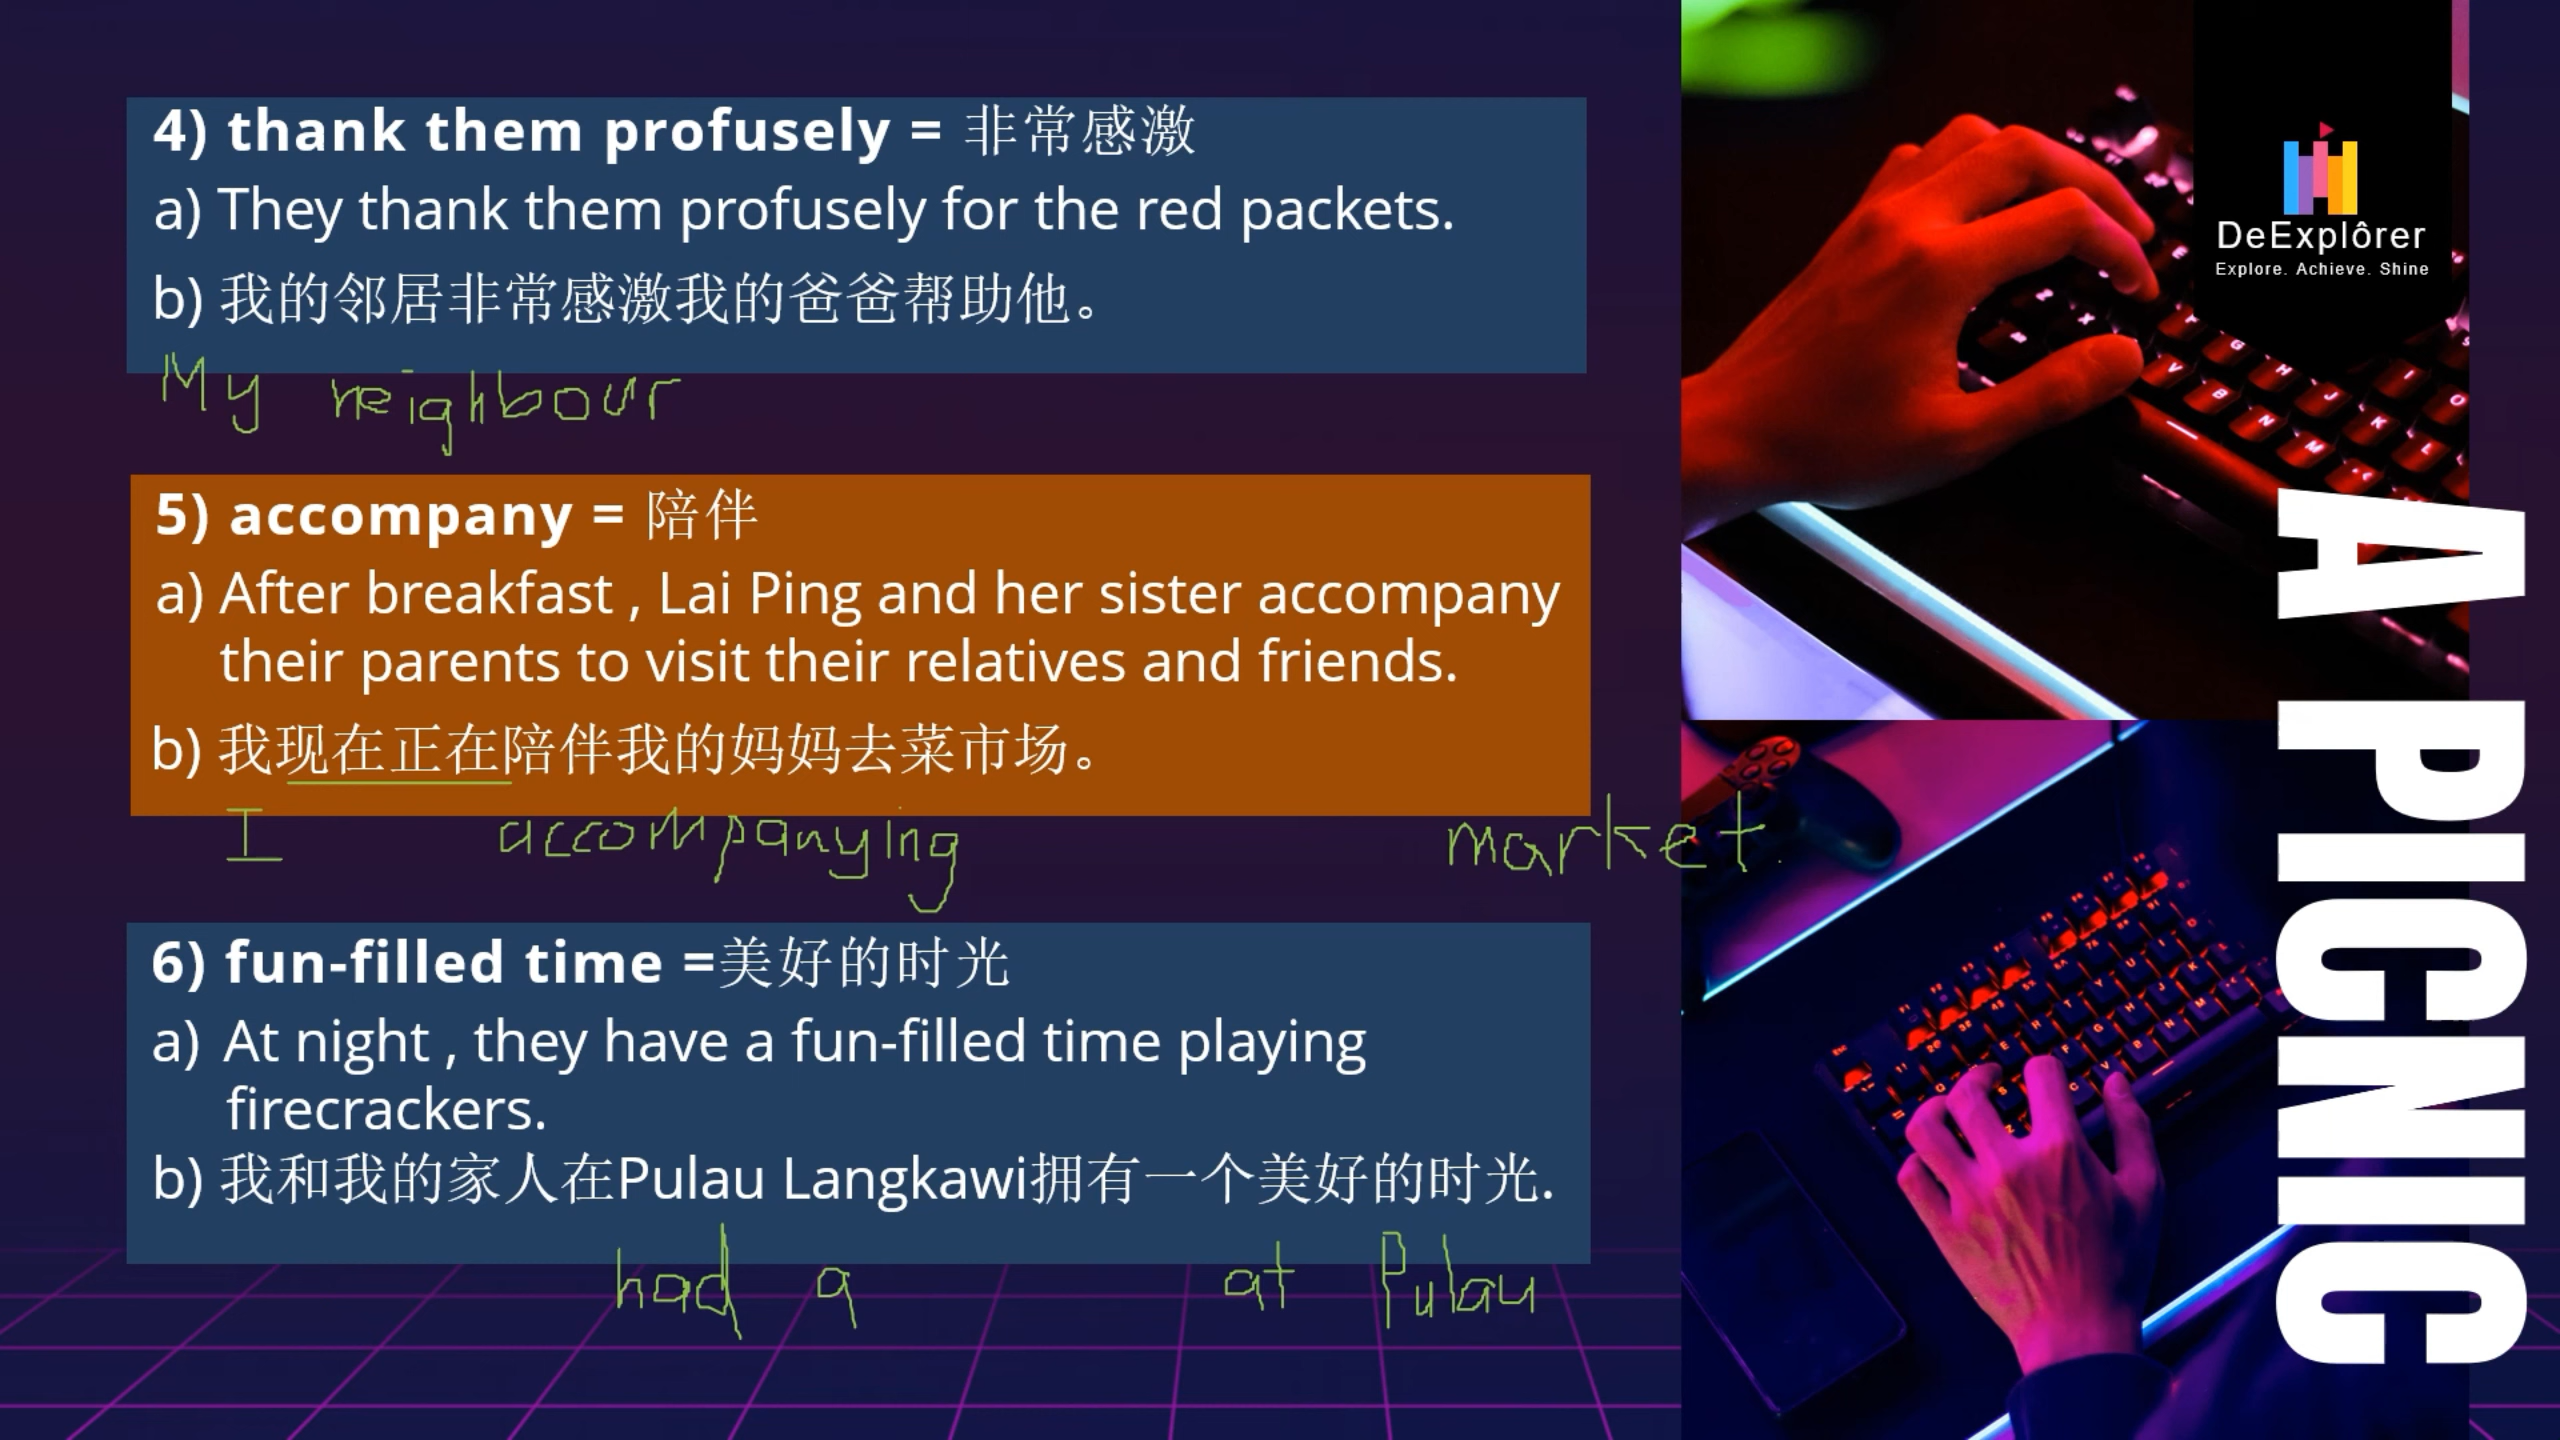 4) thank them profusely = 非常感激
a) They thank them profusely for the red packets.
b) 我的邻居非常感激我的爸爸帮助他。
My neighbour
5) accompany = 陪伴
a) After breakfast , Lai Ping and her sister accompany
their parents to visit their relatives and friends.
b) 我现在正在陪伴我的妈妈去菜市场。
I accompanying market.
6) fun-filled time =美好的时光
a) At night , they have a fun-filled time playing
firecrackers.
b) 我和我的家人在Pulau Langkawi拥有一个美好的时光.
had a at Pulau
DeExplôrer
Explore. Achieve. Shine
A PICNIC